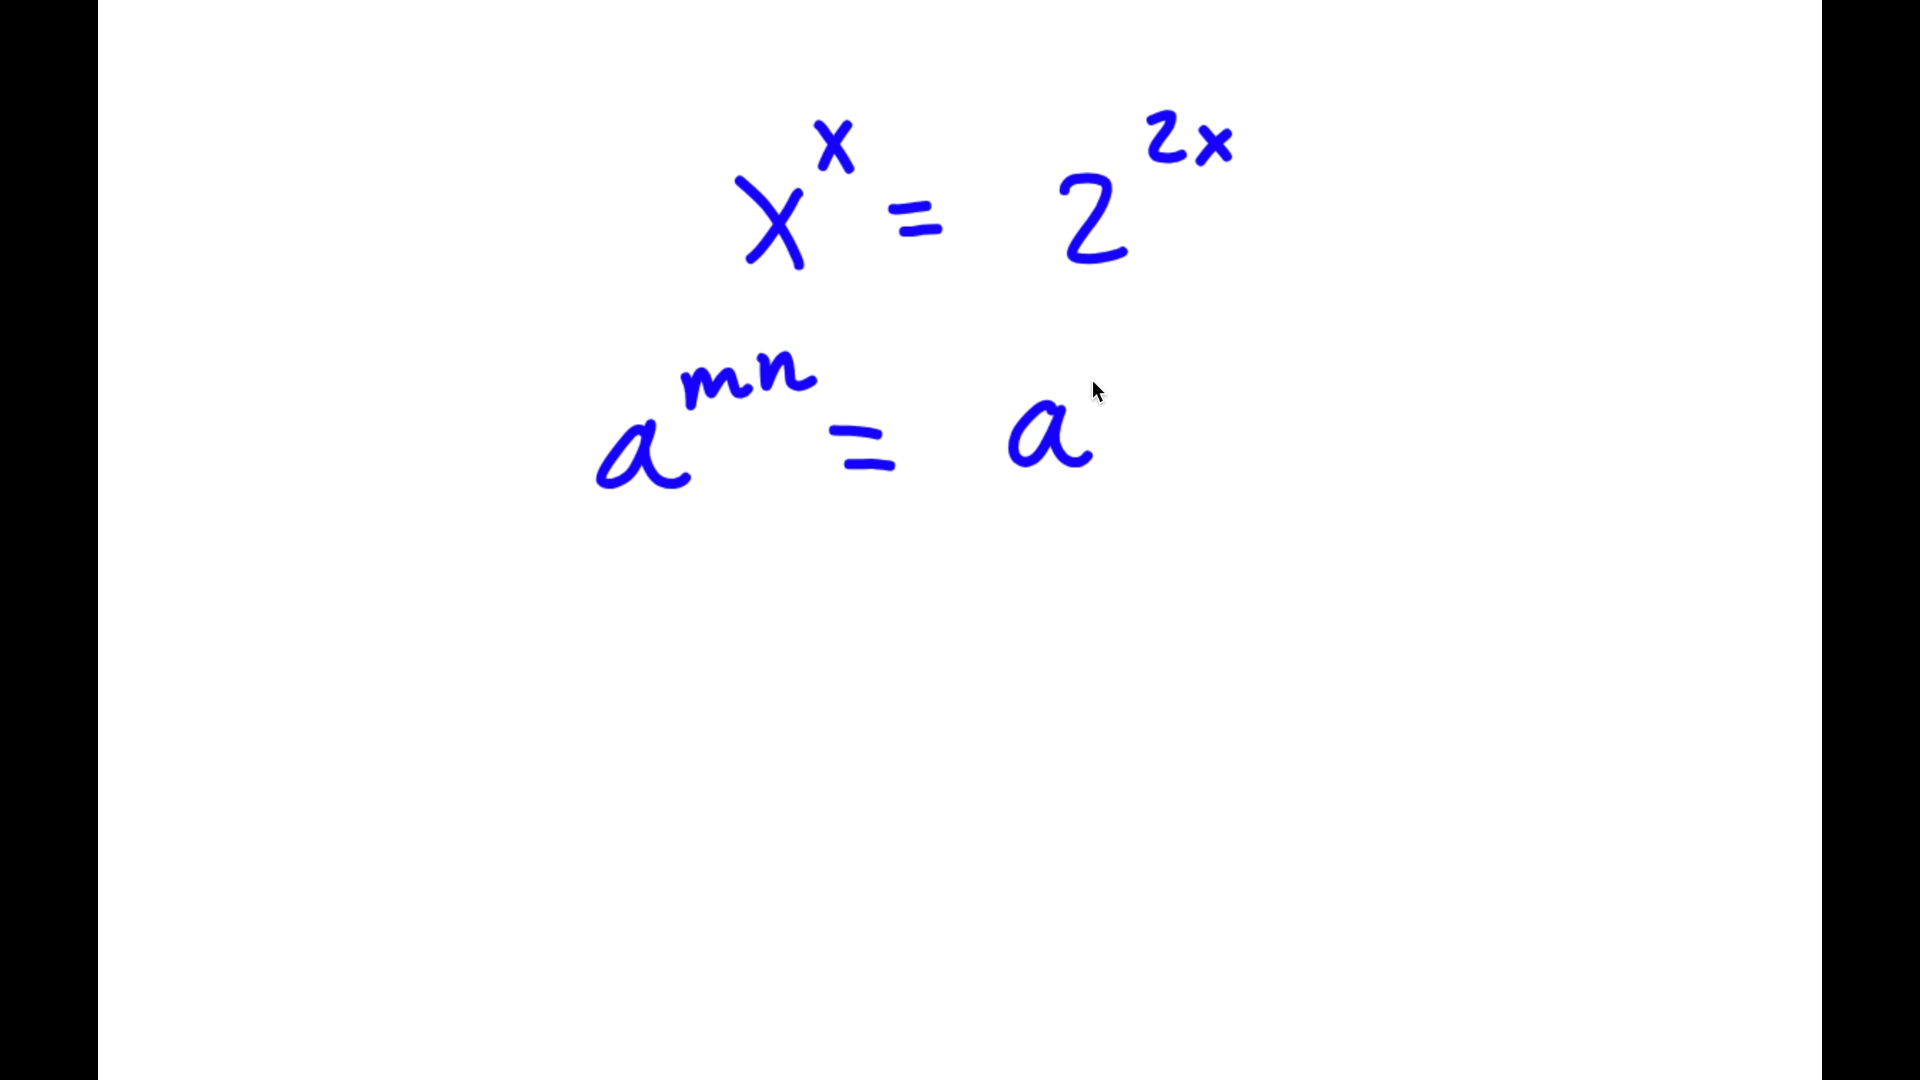 x^x = 2^{2x}
a^{mn} = a